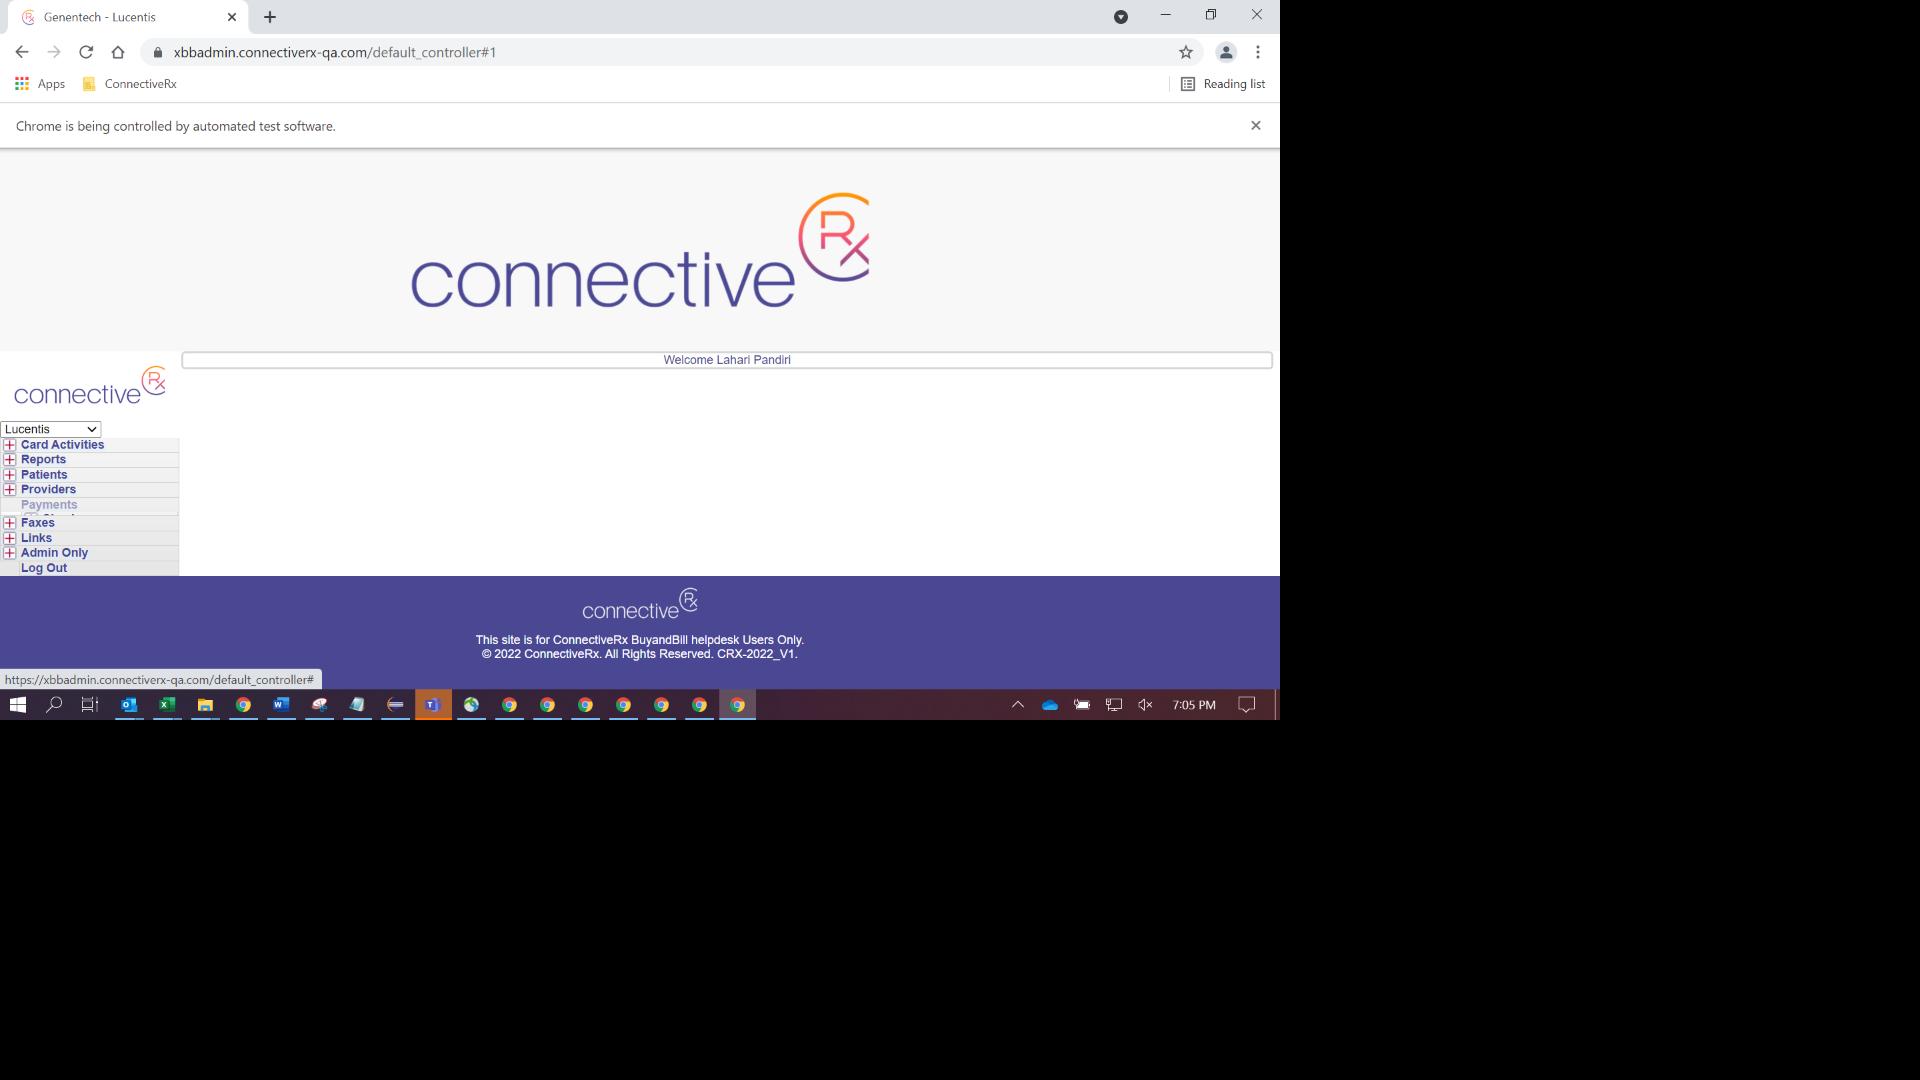 Genentech - Lucentis
xbbadmin.connectiverx-qa.com/default_controller#1
Apps
ConnectiveRx
Reading list
Chrome is being controlled by automated test software.
connective Rx
Welcome Lahari Pandiri
connective Rx
Lucentis
Card Activities
Reports
Patients
Providers
Payments
Faxes
Links
Admin Only
Log Out
connective Rx
This site is for ConnectiveRx BuyandBill helpdesk Users Only.
© 2022 ConnectiveRx. All Rights Reserved. CRX-2022_V1.
https://xbbadmin.connectiverx-qa.com/default_controller#
7:05 PM